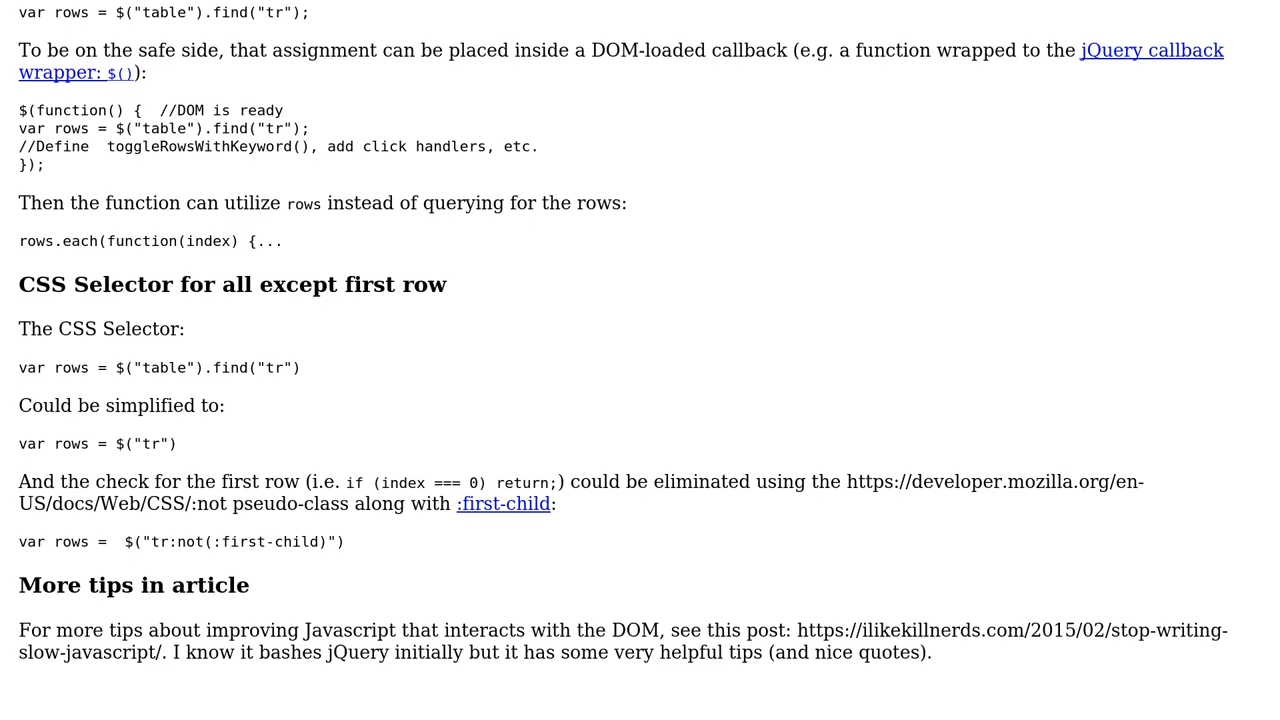 var rows = $("table").find("tr");
To be on the safe side, that assignment can be placed inside a DOM-loaded callback (e.g. a function wrapped to the jQuery callback
wrapper: $()):
$(function() {  //DOM is ready
var rows = $("table").find("tr");
//Define  toggleRowsWithKeyword(), add click handlers, etc.
});
Then the function can utilize rows instead of querying for the rows:
rows.each(function(index) {...
CSS Selector for all except first row
The CSS Selector:
var rows = $("table").find("tr")
Could be simplified to:
var rows = $("tr")
And the check for the first row (i.e. if (index === 0) return;) could be eliminated using the https://developer.mozilla.org/en-
US/docs/Web/CSS/:not pseudo-class along with :first-child:
var rows =  $("tr:not(:first-child)")
More tips in article
For more tips about improving Javascript that interacts with the DOM, see this post: https://ilikekillnerds.com/2015/02/stop-writing-
slow-javascript/. I know it bashes jQuery initially but it has some very helpful tips (and nice quotes).